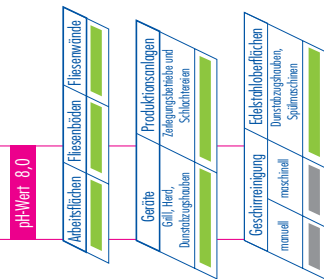 pH-Wert 8,0
Arbeitsflächen
Fliesenböden
Fliesenwände
Geräte
Grill, Herd,
Dunstabzugshauben
Produktionsanlagen
Zerlegungsbetriebe und
Schlachtereien
Geschirrreinigung
manuell
maschinell
Edelstahloberflächen
Dunstabzugshauben,
Spülmaschinen